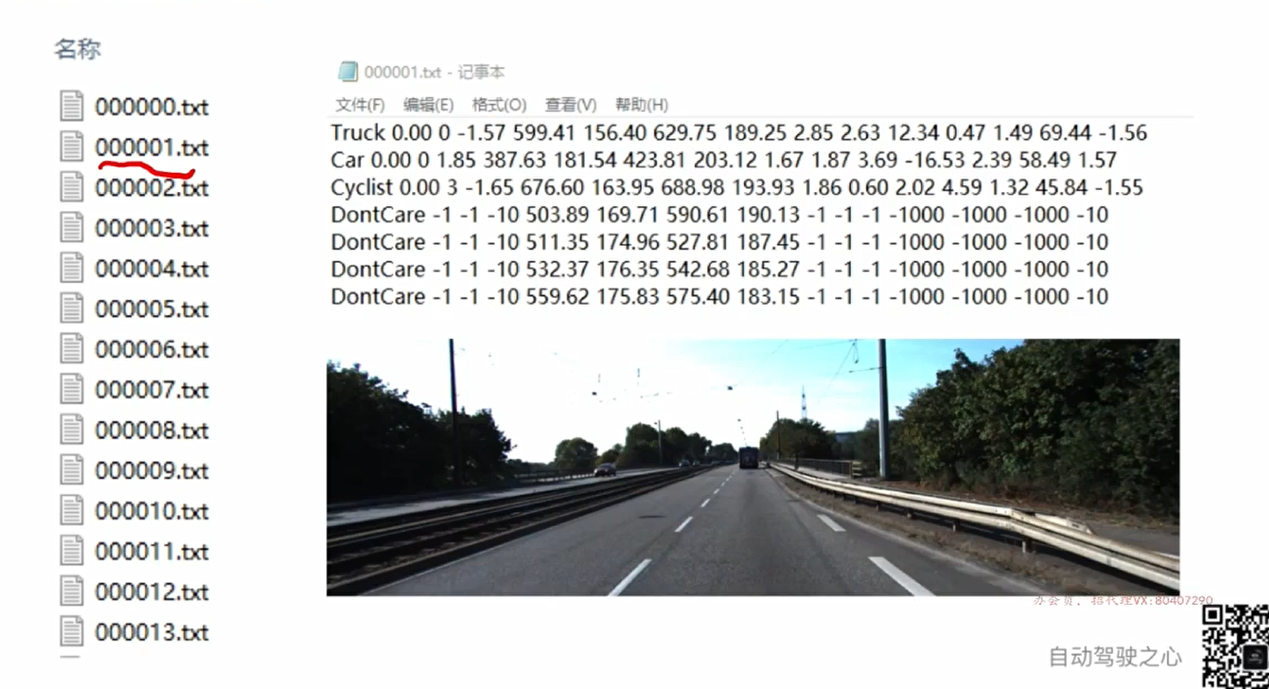 名称
000000.txt
000001.txt
000002.txt
000003.txt
000004.txt
000005.txt
000006.txt
000007.txt
000008.txt
000009.txt
000010.txt
000011.txt
000012.txt
000013.txt
000001.txt - 记事本
文件(F) 编辑(E) 格式(O) 查看(V) 帮助(H)
Truck 0.00 0 -1.57 599.41 156.40 629.75 189.25 2.85 2.63 12.34 0.47 1.49 69.44 -1.56
Car 0.00 0 1.85 387.63 181.54 423.81 203.12 1.67 1.87 3.69 -16.53 2.39 58.49 1.57
Cyclist 0.00 3 -1.65 676.60 163.95 688.98 193.93 1.86 0.60 2.02 4.59 1.32 45.84 -1.55
DontCare -1 -1 -10 503.89 169.71 590.61 190.13 -1 -1 -1 -1000 -1000 -1000 -10
DontCare -1 -1 -10 511.35 174.96 527.81 187.45 -1 -1 -1 -1000 -1000 -1000 -10
DontCare -1 -1 -10 532.37 176.35 542.68 185.27 -1 -1 -1 -1000 -1000 -1000 -10
DontCare -1 -1 -10 559.62 175.83 575.40 183.15 -1 -1 -1 -1000 -1000 -1000 -10
办会员，招代理VX:80407290
自动驾驶之心